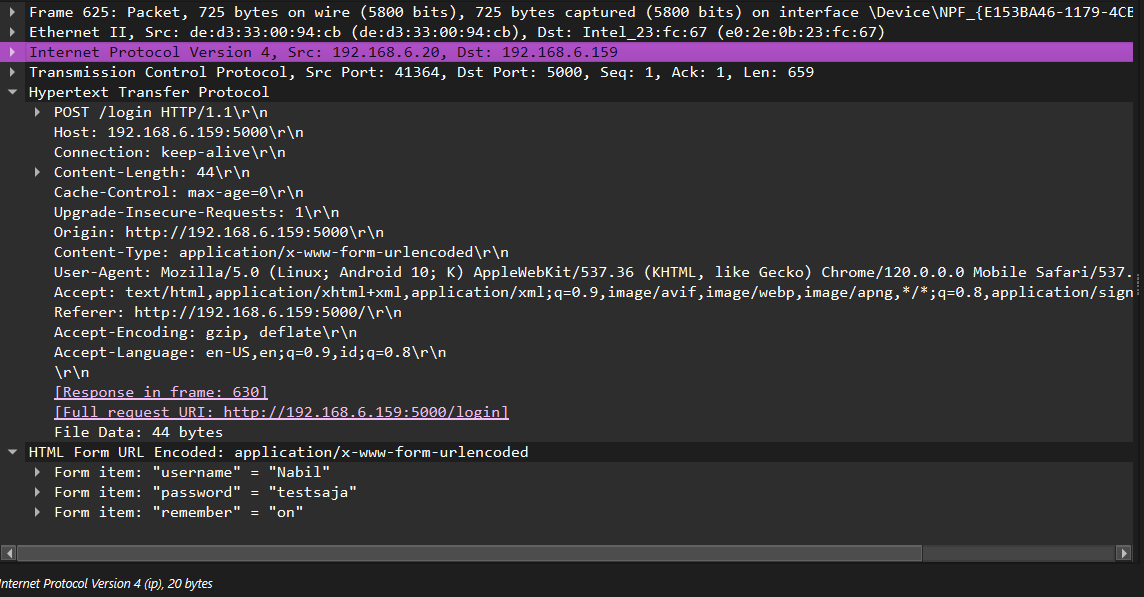 Frame 625: Packet, 725 bytes on wire (5800 bits), 725 bytes captured (5800 bits) on interface \Device\NPF_{E153BA46-1179-4CB
Ethernet II, Src: de:d3:33:00:94:cb (de:d3:33:00:94:cb), Dst: Intel_23:fc:67 (e0:2e:0b:23:fc:67)
Internet Protocol Version 4, Src: 192.168.6.20, Dst: 192.168.6.159
Transmission Control Protocol, Src Port: 41364, Dst Port: 5000, Seq: 1, Ack: 1, Len: 659
Hypertext Transfer Protocol
POST /login HTTP/1.1\r\n
Host: 192.168.6.159:5000\r\n
Connection: keep-alive\r\n
Content-Length: 44\r\n
Cache-Control: max-age=0\r\n
Upgrade-Insecure-Requests: 1\r\n
Origin: http://192.168.6.159:5000\r\n
Content-Type: application/x-www-form-urlencoded\r\n
User-Agent: Mozilla/5.0 (Linux; Android 10; K) AppleWebKit/537.36 (KHTML, like Gecko) Chrome/120.0.0.0 Mobile Safari/537.
Accept: text/html,application/xhtml+xml,application/xml;q=0.9,image/avif,image/webp,image/apng,*/*;q=0.8,application/sign
Referer: http://192.168.6.159:5000/\r\n
Accept-Encoding: gzip, deflate\r\n
Accept-Language: en-US,en;q=0.9,id;q=0.8\r\n
\r\n
[Response in frame: 630]
[Full request URI: http://192.168.6.159:5000/login]
File Data: 44 bytes
HTML Form URL Encoded: application/x-www-form-urlencoded
Form item: "username" = "Nabil"
Form item: "password" = "testsaja"
Form item: "remember" = "on"
nternet Protocol Version 4 (ip), 20 bytes